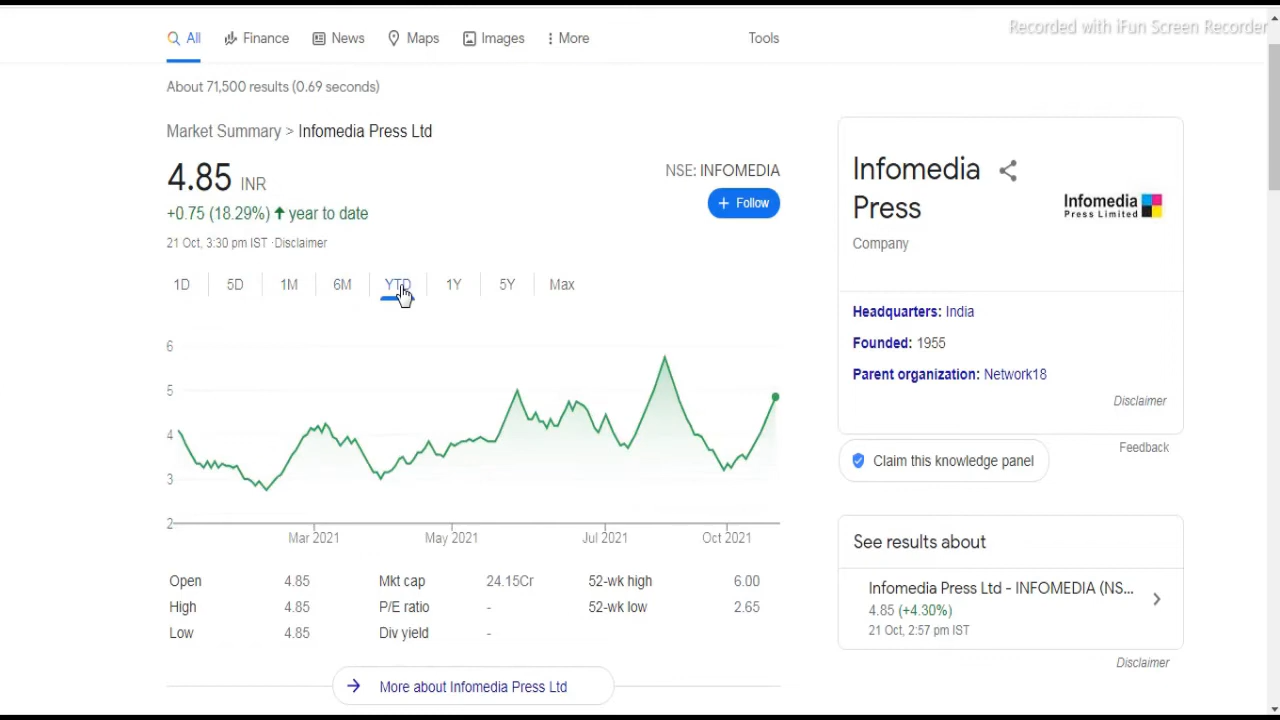 Recorded with iFun Screen Recorder
All Finance News Maps Images More Tools
About 71,500 results (0.69 seconds)
Market Summary > Infomedia Press Ltd
4.85 INR
+0.75 (18.29%) ↑ year to date
21 Oct, 3:30 pm IST · Disclaimer
NSE: INFOMEDIA
+ Follow
1D 5D 1M 6M YTD 1Y 5Y Max
6
5
4
3
2
Mar 2021 May 2021 Jul 2021 Oct 2021
Open 4.85 Mkt cap 24.15Cr 52-wk high 6.00
High 4.85 P/E ratio - 52-wk low 2.65
Low 4.85 Div yield -
More about Infomedia Press Ltd
Infomedia
Press
Company
Infomedia
Press Limited
Headquarters: India
Founded: 1955
Parent organization: Network18
Disclaimer
Feedback
Claim this knowledge panel
See results about
Infomedia Press Ltd - INFOMEDIA (NS...
4.85 (+4.30%)
21 Oct, 2:57 pm IST
Disclaimer